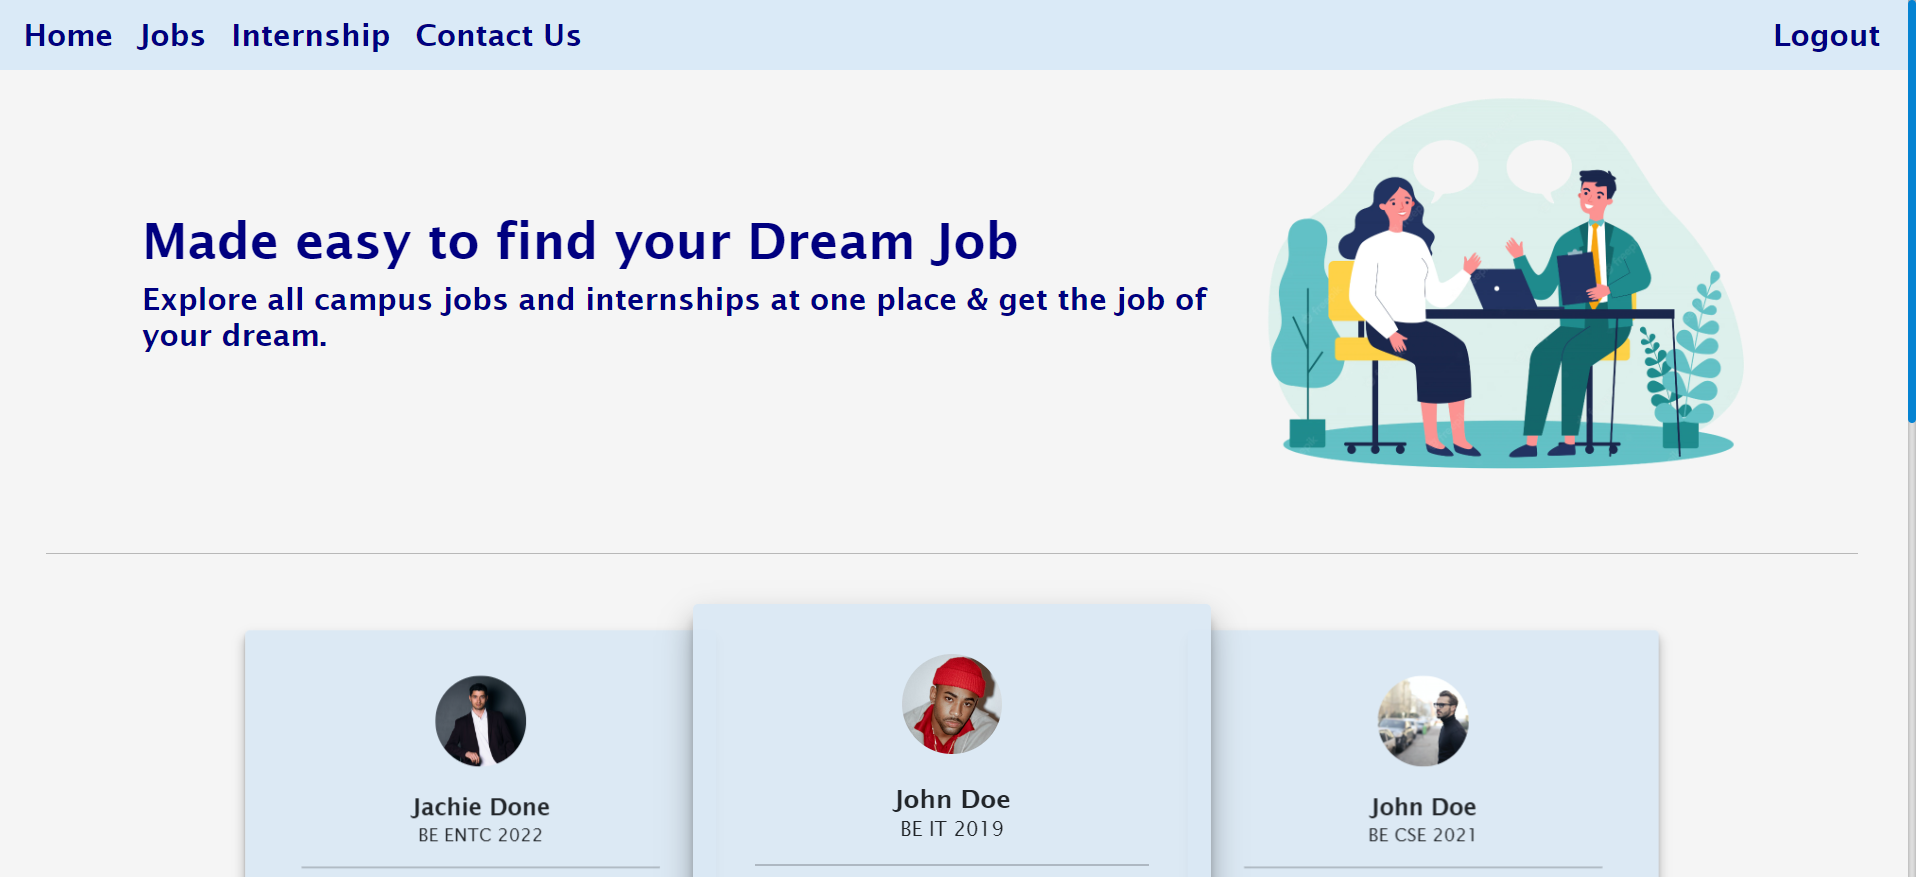 Home Jobs Internship Contact Us Logout
Made easy to find your Dream Job
Explore all campus jobs and internships at one place & get the job of
your dream.
Jachie Done
BE ENTC 2022
John Doe
BE IT 2019
John Doe
BE CSE 2021